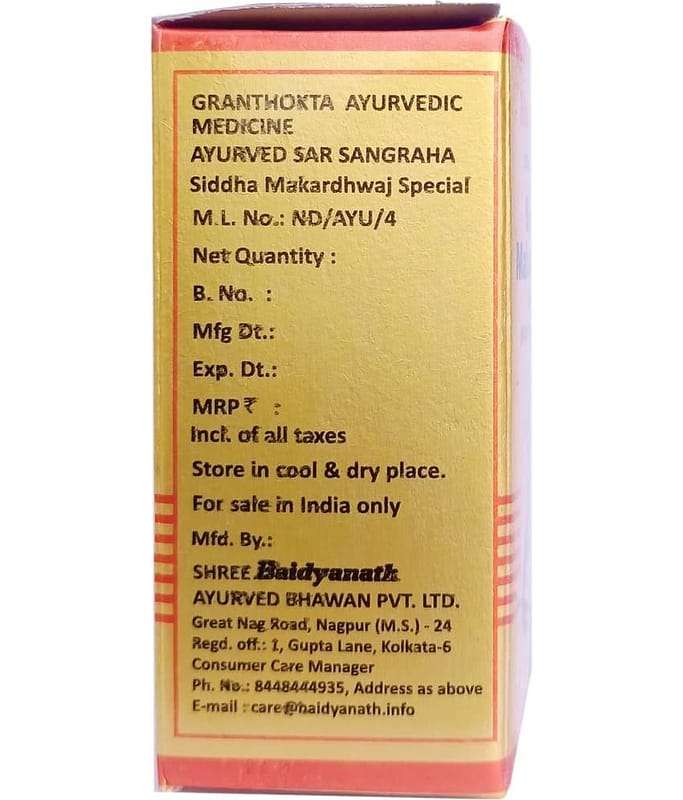 GRANTHOKTA AYURVEDIC
MEDICINE
AYURVED SAR SANGRAHA
Siddha Makardhwaj Special
M.L. No.: ND/AYU/4
Net Quantity :
B. No. :
Mfg Dt.:
Exp. Dt.:
MRP ₹ :
Incl. of all taxes
Store in cool & dry place.
For sale in India only
Mfd. By.:
SHREE Baidyanath
AYURVED BHAWAN PVT. LTD.
Great Nag Road, Nagpur (M.S.) - 24
Regd. off.: 1, Gupta Lane, Kolkata-6
Consumer Care Manager
Ph. No.: 8448444935, Address as above
E-mail : care@baidyanath.info